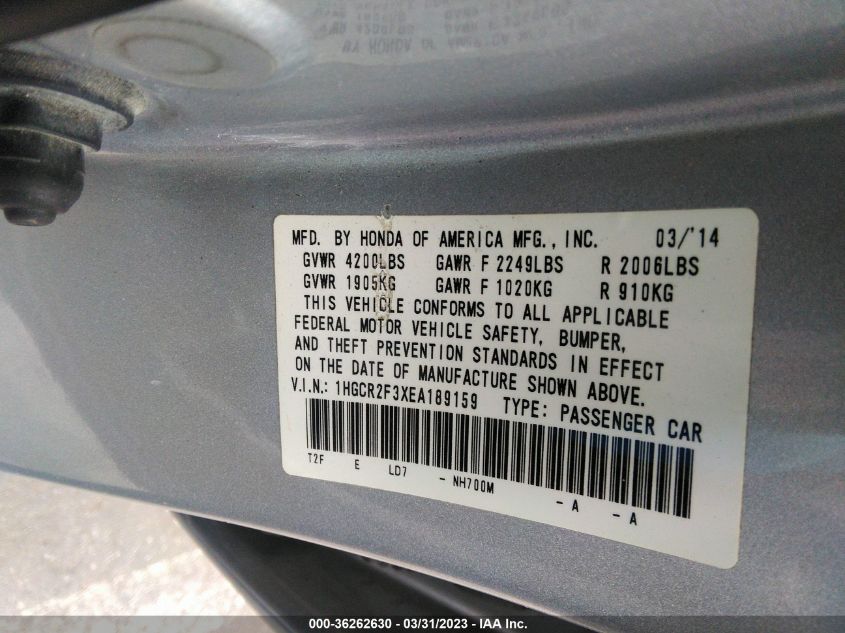 MFD. BY HONDA OF AMERICA MFG., INC. 03/'14
GVWR 4200LBS GAWR F 2249LBS R 2006LBS
GVWR 1905KG GAWR F 1020KG R 910KG
THIS VEHICLE CONFORMS TO ALL APPLICABLE
FEDERAL MOTOR VEHICLE SAFETY, BUMPER,
AND THEFT PREVENTION STANDARDS IN EFFECT
ON THE DATE OF MANUFACTURE SHOWN ABOVE.
V.I.N.: 1HGCR2F3XEA189159 TYPE: PASSENGER CAR
T2F E LD7 - NH700M - A - A
000-36262630 - 03/31/2023 - IAA Inc.